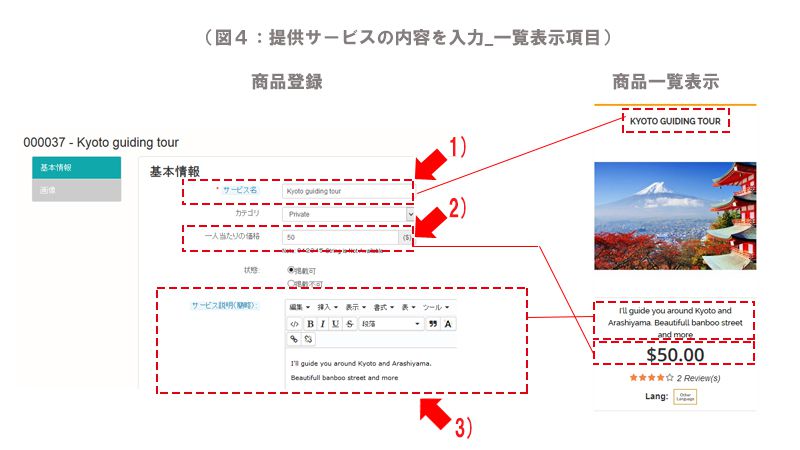 （図４：提供サービスの内容を入力_一覧表示項目）
商品登録
商品一覧表示
000037 - Kyoto guiding tour
基本情報
画像
基本情報
1)
* サービス名
Kyoto guiding tour
カテゴリ
Private
2)
一人当たりの価格
50
($)
状態:
掲載可
掲載不可
サービス説明(簡略):
編集 挿入 表示 書式 表 ツール
</> B I U S 段落 ❞ A
I'll guide you around Kyoto and Arashiyama.
Beautifull banboo street and more
3)
KYOTO GUIDING TOUR
I'll guide you around Kyoto and
Arashiyama. Beautifull banboo street
and more
$50.00
2 Review(s)
Lang: Other
Language